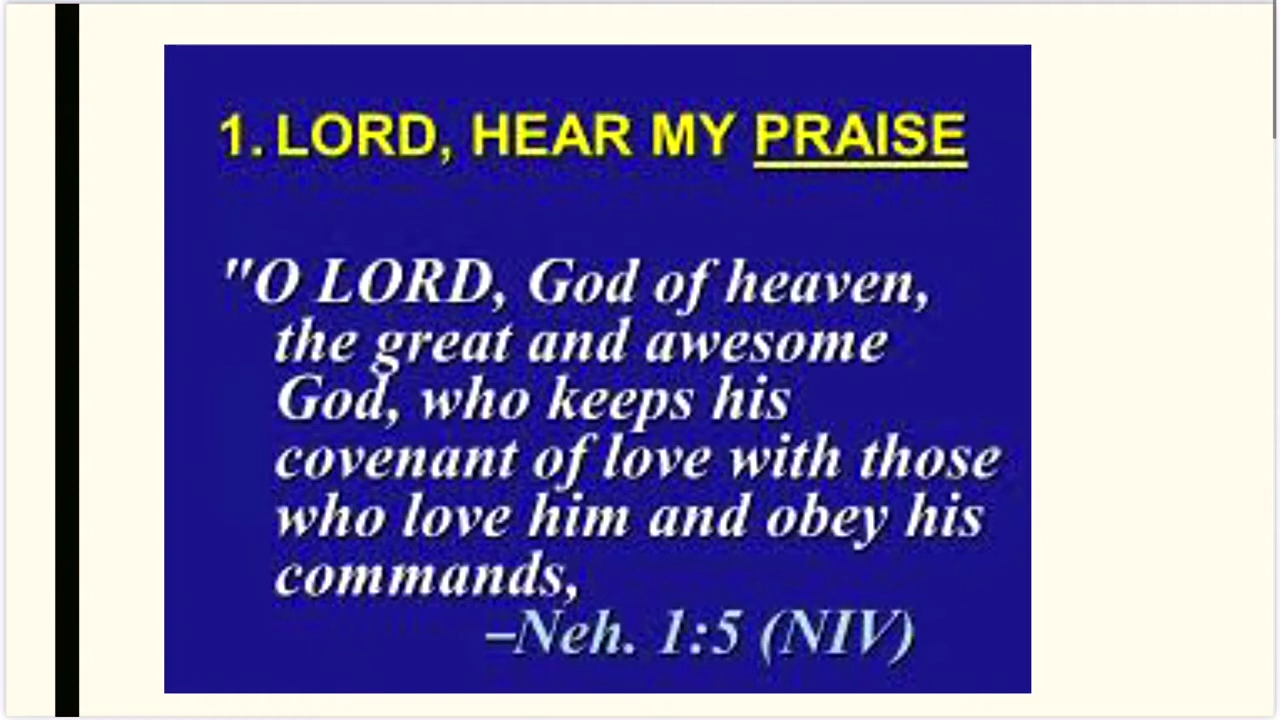 1. LORD, HEAR MY PRAISE
"O LORD, God of heaven,
the great and awesome
God, who keeps his
covenant of love with those
who love him and obey his
commands,
–Neh. 1:5 (NIV)